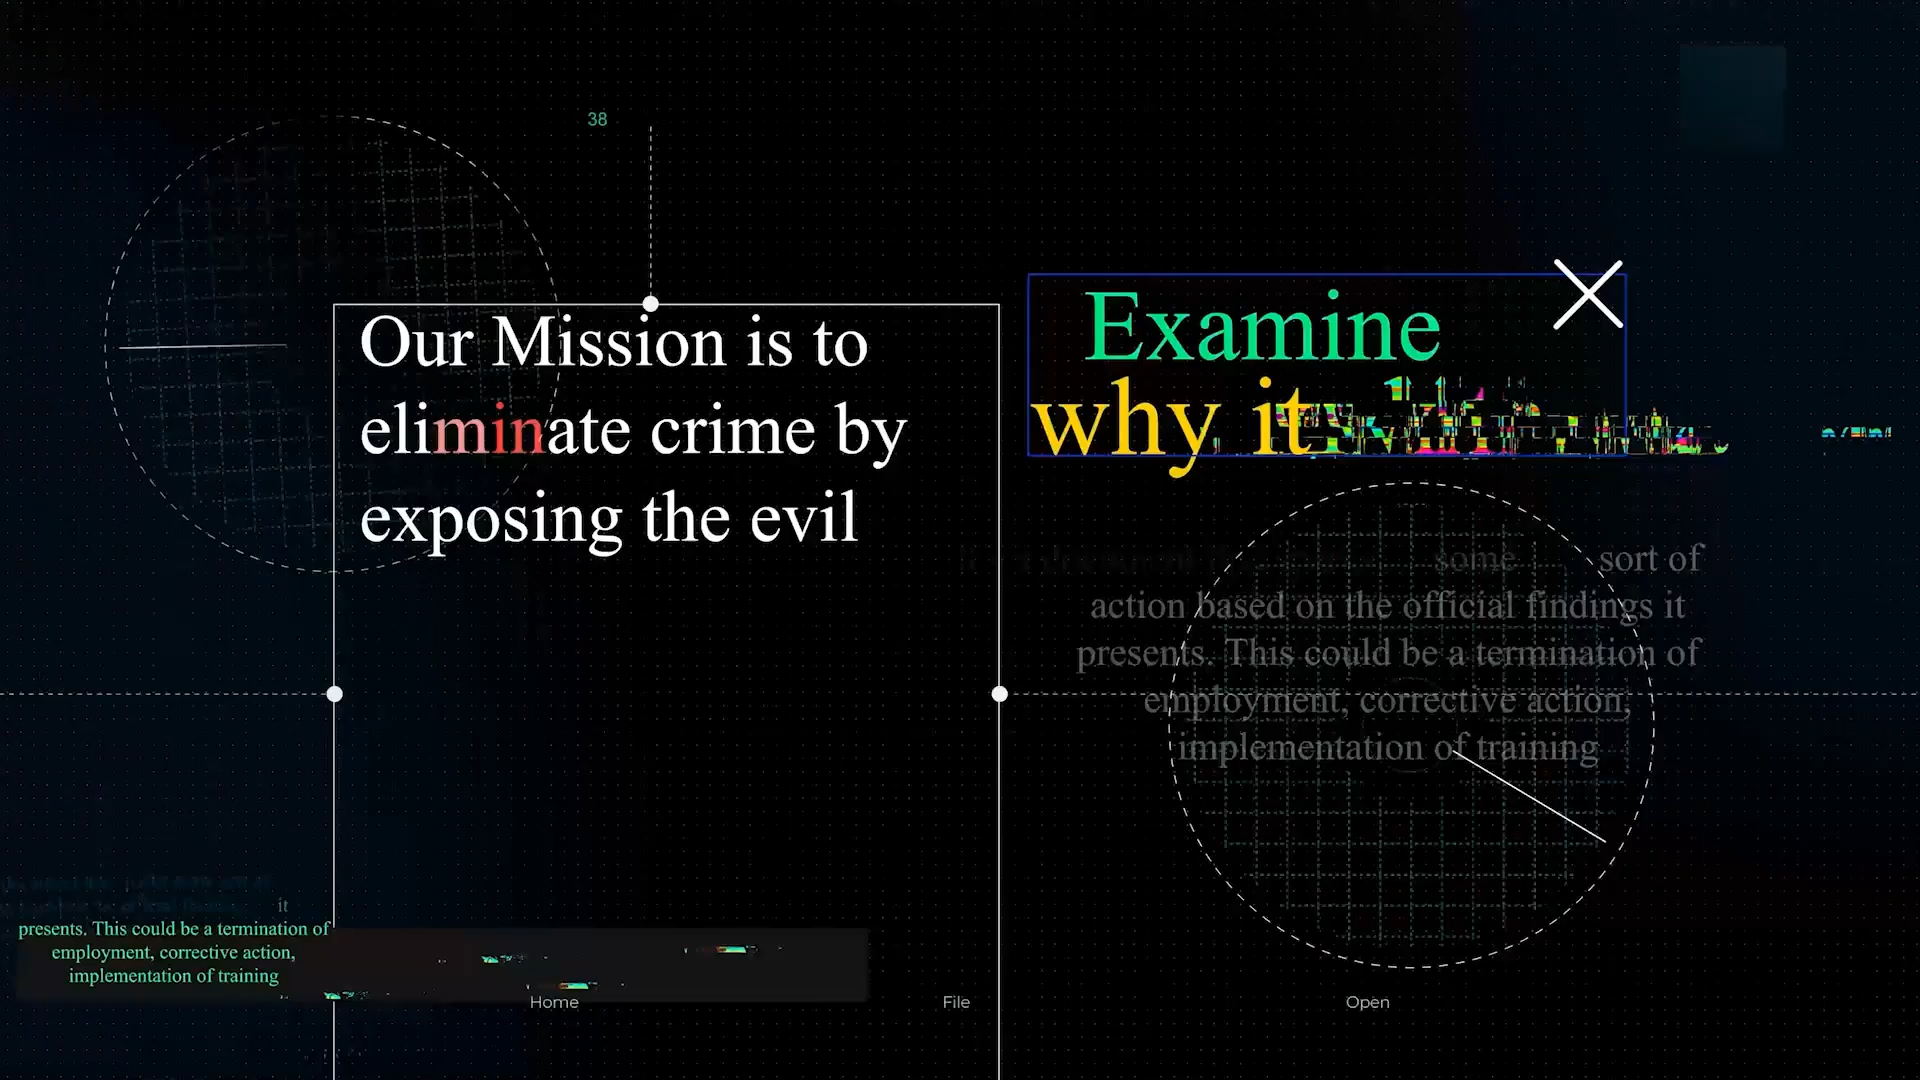 38
Our Mission is to
eliminate crime by
exposing the evil
Examine
why it
some sort of
action based on the official findings it
presents. This could be a termination of
employment, corrective action,
implementation of training
it
presents. This could be a termination of
employment, corrective action,
implementation of training
Home
File
Open